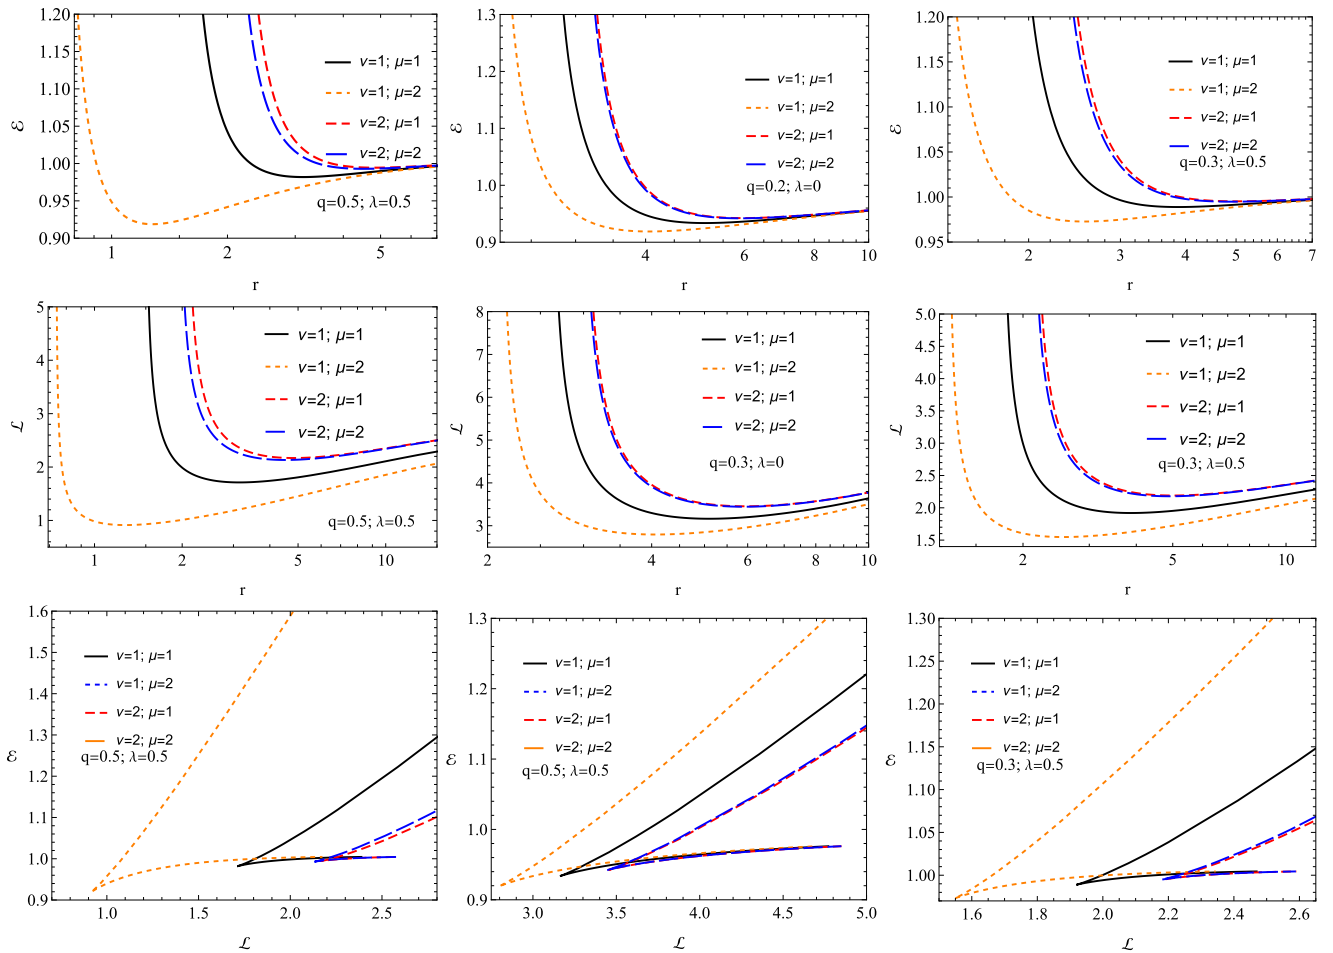 1.20
1.15
1.10
1.05
1.00
0.95
0.90
ℰ
ν=1; μ=1
ν=1; μ=2
ν=2; μ=1
ν=2; μ=2
q=0.5; λ=0.5
1 2 5
r
1.3
1.2
1.1
1.0
0.9
ℰ
ν=1; μ=1
ν=1; μ=2
ν=2; μ=1
ν=2; μ=2
q=0.2; λ=0
4 6 8 10
r
1.20
1.15
1.10
1.05
1.00
0.95
ℰ
ν=1; μ=1
ν=1; μ=2
ν=2; μ=1
ν=2; μ=2
q=0.3; λ=0.5
2 3 4 5 6 7
r
5
4
3
2
1
ℒ
ν=1; μ=1
ν=1; μ=2
ν=2; μ=1
ν=2; μ=2
q=0.5; λ=0.5
1 2 5 10
r
8
7
6
5
4
3
ℒ
ν=1; μ=1
ν=1; μ=2
ν=2; μ=1
ν=2; μ=2
q=0.3; λ=0
2 4 6 8 10
r
5.0
4.5
4.0
3.5
3.0
2.5
2.0
1.5
ℒ
ν=1; μ=1
ν=1; μ=2
ν=2; μ=1
ν=2; μ=2
q=0.3; λ=0.5
2 5 10
r
1.6
1.5
1.4
1.3
1.2
1.1
1.0
0.9
ℰ
ν=1; μ=1
ν=1; μ=2
ν=2; μ=1
ν=2; μ=2
q=0.5; λ=0.5
1.0 1.5 2.0 2.5
ℒ
1.3
1.2
1.1
1.0
0.9
ℰ
ν=1; μ=1
ν=1; μ=2
ν=2; μ=1
ν=2; μ=2
q=0.5; λ=0.5
3.0 3.5 4.0 4.5 5.0
ℒ
1.30
1.25
1.20
1.15
1.10
1.05
1.00
ℰ
ν=1; μ=1
ν=1; μ=2
ν=2; μ=1
ν=2; μ=2
q=0.3; λ=0.5
1.6 1.8 2.0 2.2 2.4 2.6
ℒ